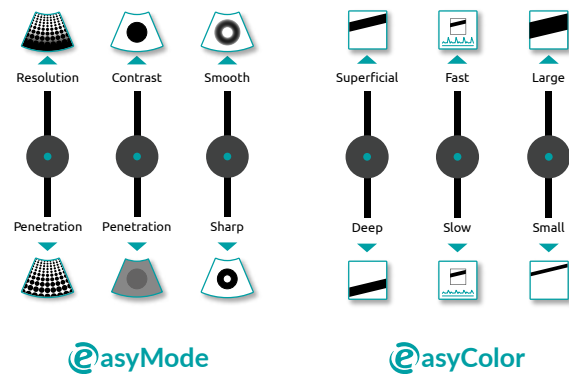 Resolution Contrast Smooth Superficial Fast Large
Penetration Penetration Sharp Deep Slow Small
easyMode easyColor